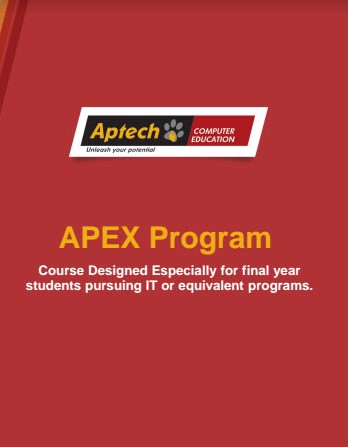 Aptech COMPUTER
EDUCATION
Unleash your potential
APEX Program
Course Designed Especially for final year
students pursuing IT or equivalent programs.